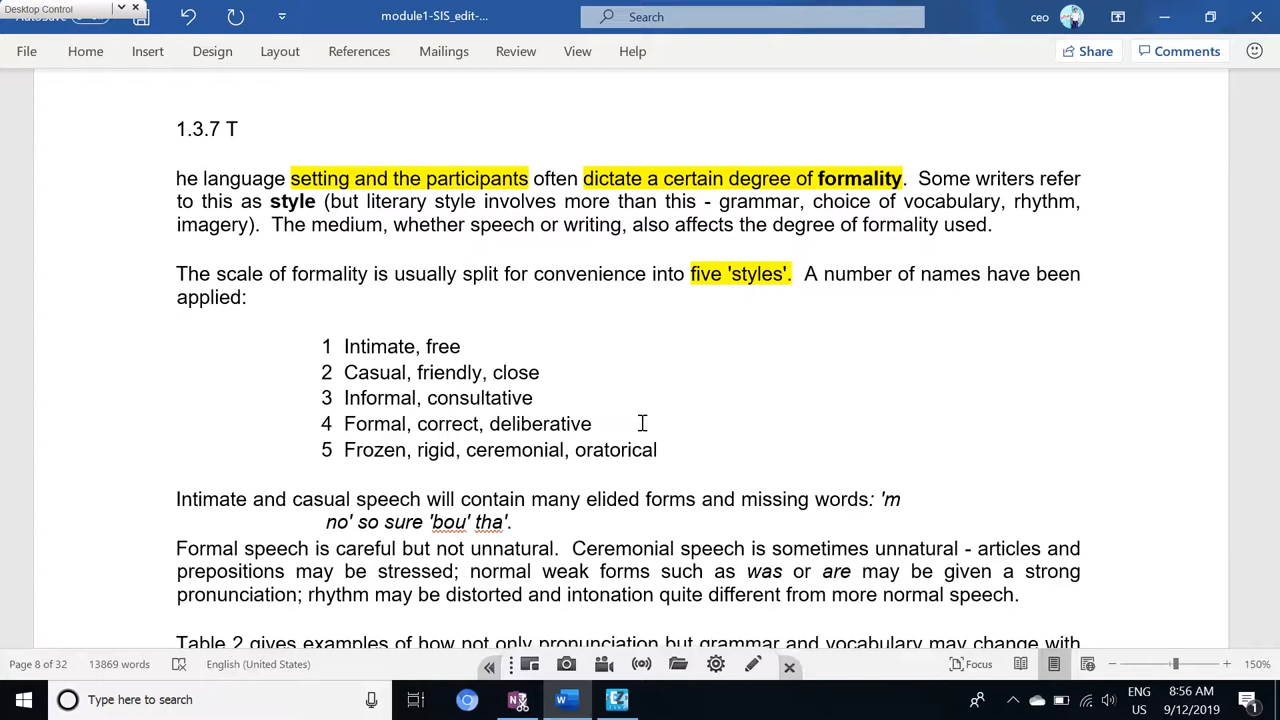 Desktop Control
module1-SIS_edit-...
Search
ceo
File Home Insert Design Layout References Mailings Review View Help
Share
Comments
1.3.7 T
he language setting and the participants often dictate a certain degree of formality. Some writers refer
to this as style (but literary style involves more than this - grammar, choice of vocabulary, rhythm,
imagery). The medium, whether speech or writing, also affects the degree of formality used.
The scale of formality is usually split for convenience into five 'styles'. A number of names have been
applied:
1 Intimate, free
2 Casual, friendly, close
3 Informal, consultative
4 Formal, correct, deliberative
5 Frozen, rigid, ceremonial, oratorical
Intimate and casual speech will contain many elided forms and missing words: 'm
no' so sure 'bou' tha'.
Formal speech is careful but not unnatural. Ceremonial speech is sometimes unnatural - articles and
prepositions may be stressed; normal weak forms such as was or are may be given a strong
pronunciation; rhythm may be distorted and intonation quite different from more normal speech.
Table 2 gives examples of how not only pronunciation but grammar and vocabulary may change with
Page 8 of 32 13869 words English (United States)
Focus
150%
Type here to search
ENG
US
8:56 AM
9/12/2019
1